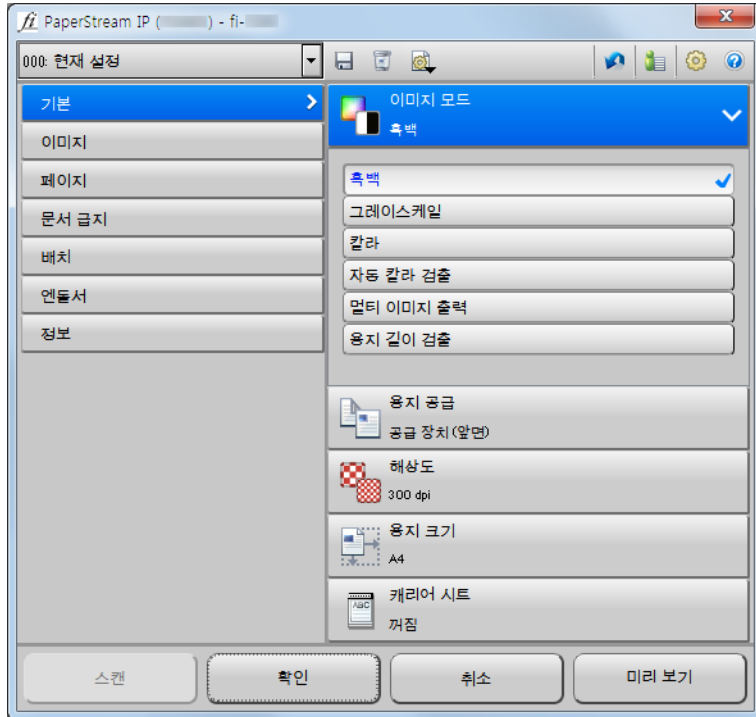 fi PaperStream IP ( ) - fi-
000: 현재 설정
기본
이미지
페이지
문서 급지
배치
엔돌서
정보
이미지 모드
흑백
흑백
그레이스케일
칼라
자동 칼라 검출
멀티 이미지 출력
용지 길이 검출
용지 공급
공급 장치(앞면)
해상도
300 dpi
용지 크기
A4
ABC
캐리어 시트
꺼짐
스캔
확인
취소
미리 보기